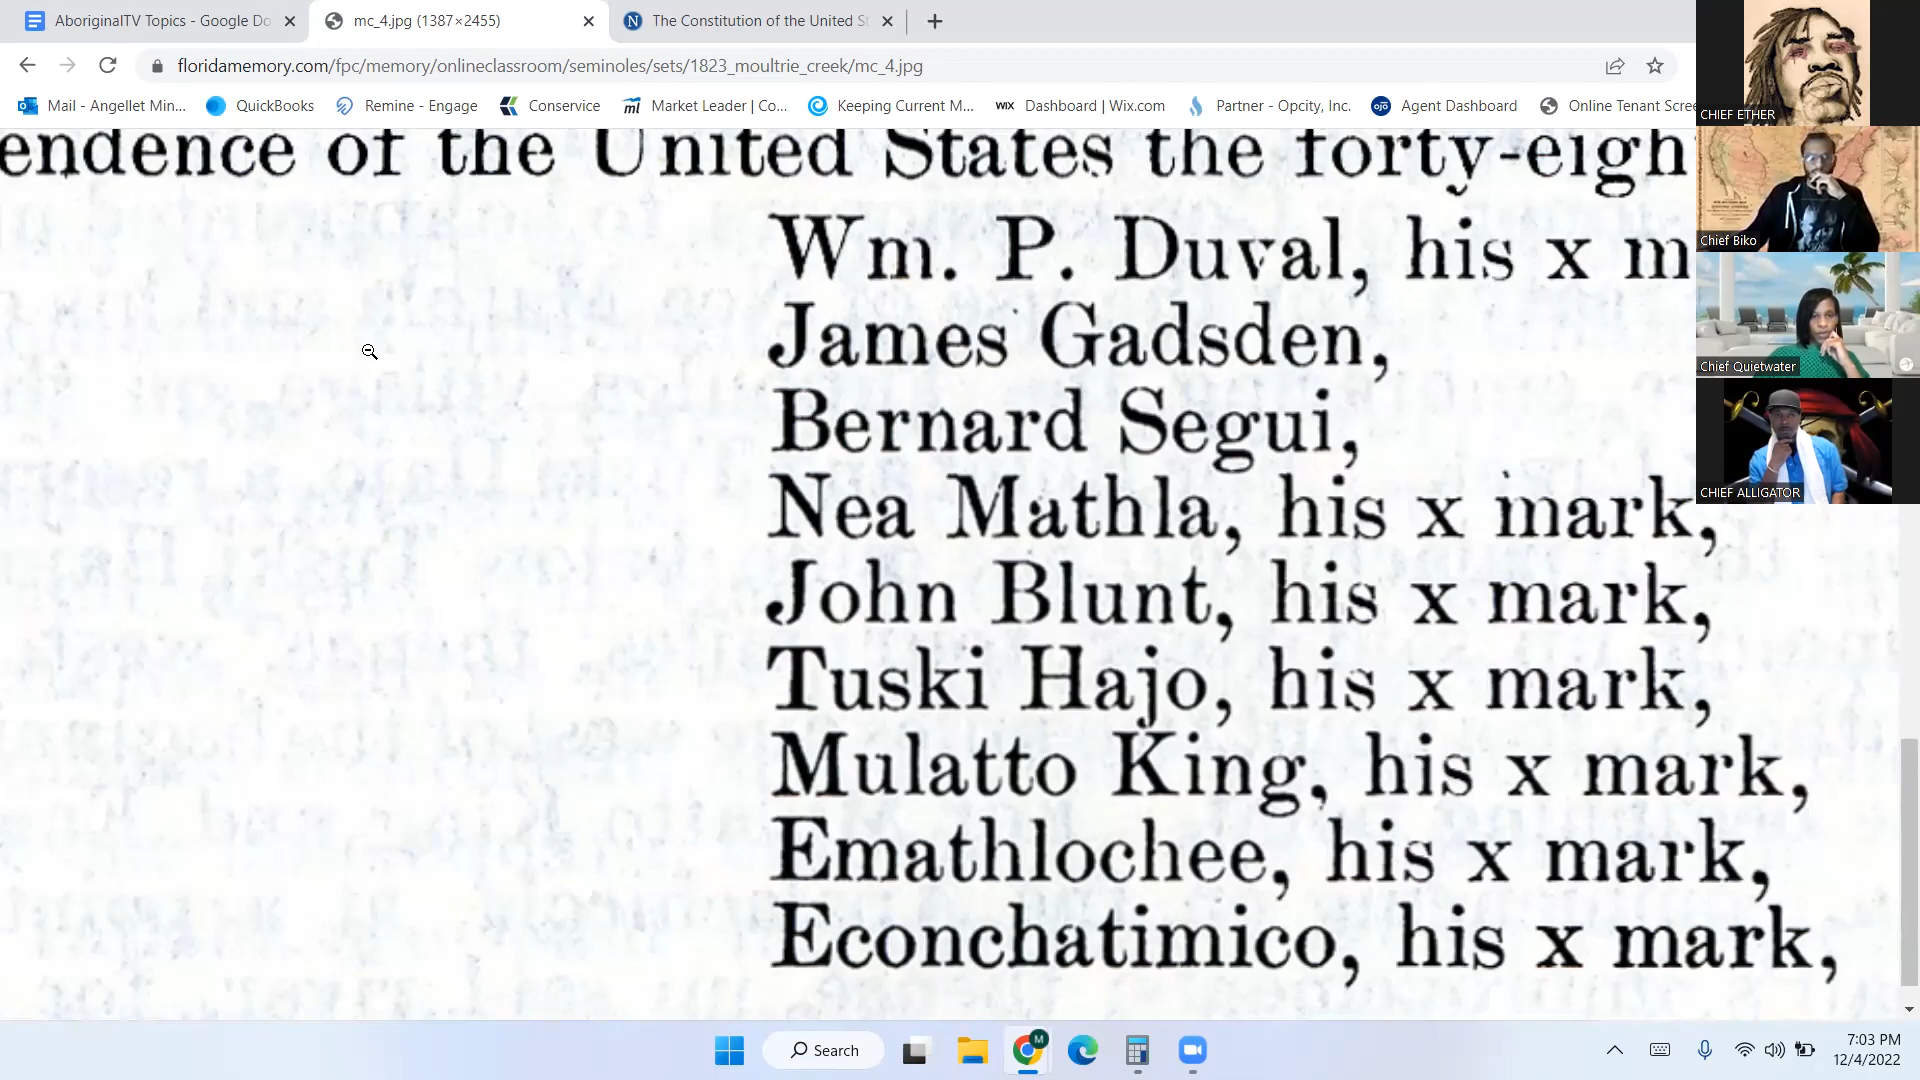 AboriginalTV Topics - Google Do
mc_4.jpg (1387×2455)
The Constitution of the United St
floridamemory.com/fpc/memory/onlineclassroom/seminoles/sets/1823_moultrie_creek/mc_4.jpg
Mail - Angellet Min...
QuickBooks
Remine - Engage
Conservice
Market Leader | Co...
Keeping Current M...
Dashboard | Wix.com
Partner - Opcity, Inc.
Agent Dashboard
Online Tenant Scre
CHIEF ETHER
Chief Biko
Chief Quietwater
CHIEF ALLIGATOR
endence of the United States the forty-eigh
Wm. P. Duval, his x m
James Gadsden,
Bernard Segui,
Nea Mathla, his x mark,
John Blunt, his x mark,
Tuski Hajo, his x mark,
Mulatto King, his x mark,
Emathlochee, his x mark,
Econchatimico, his x mark,
Search
7:03 PM
12/4/2022